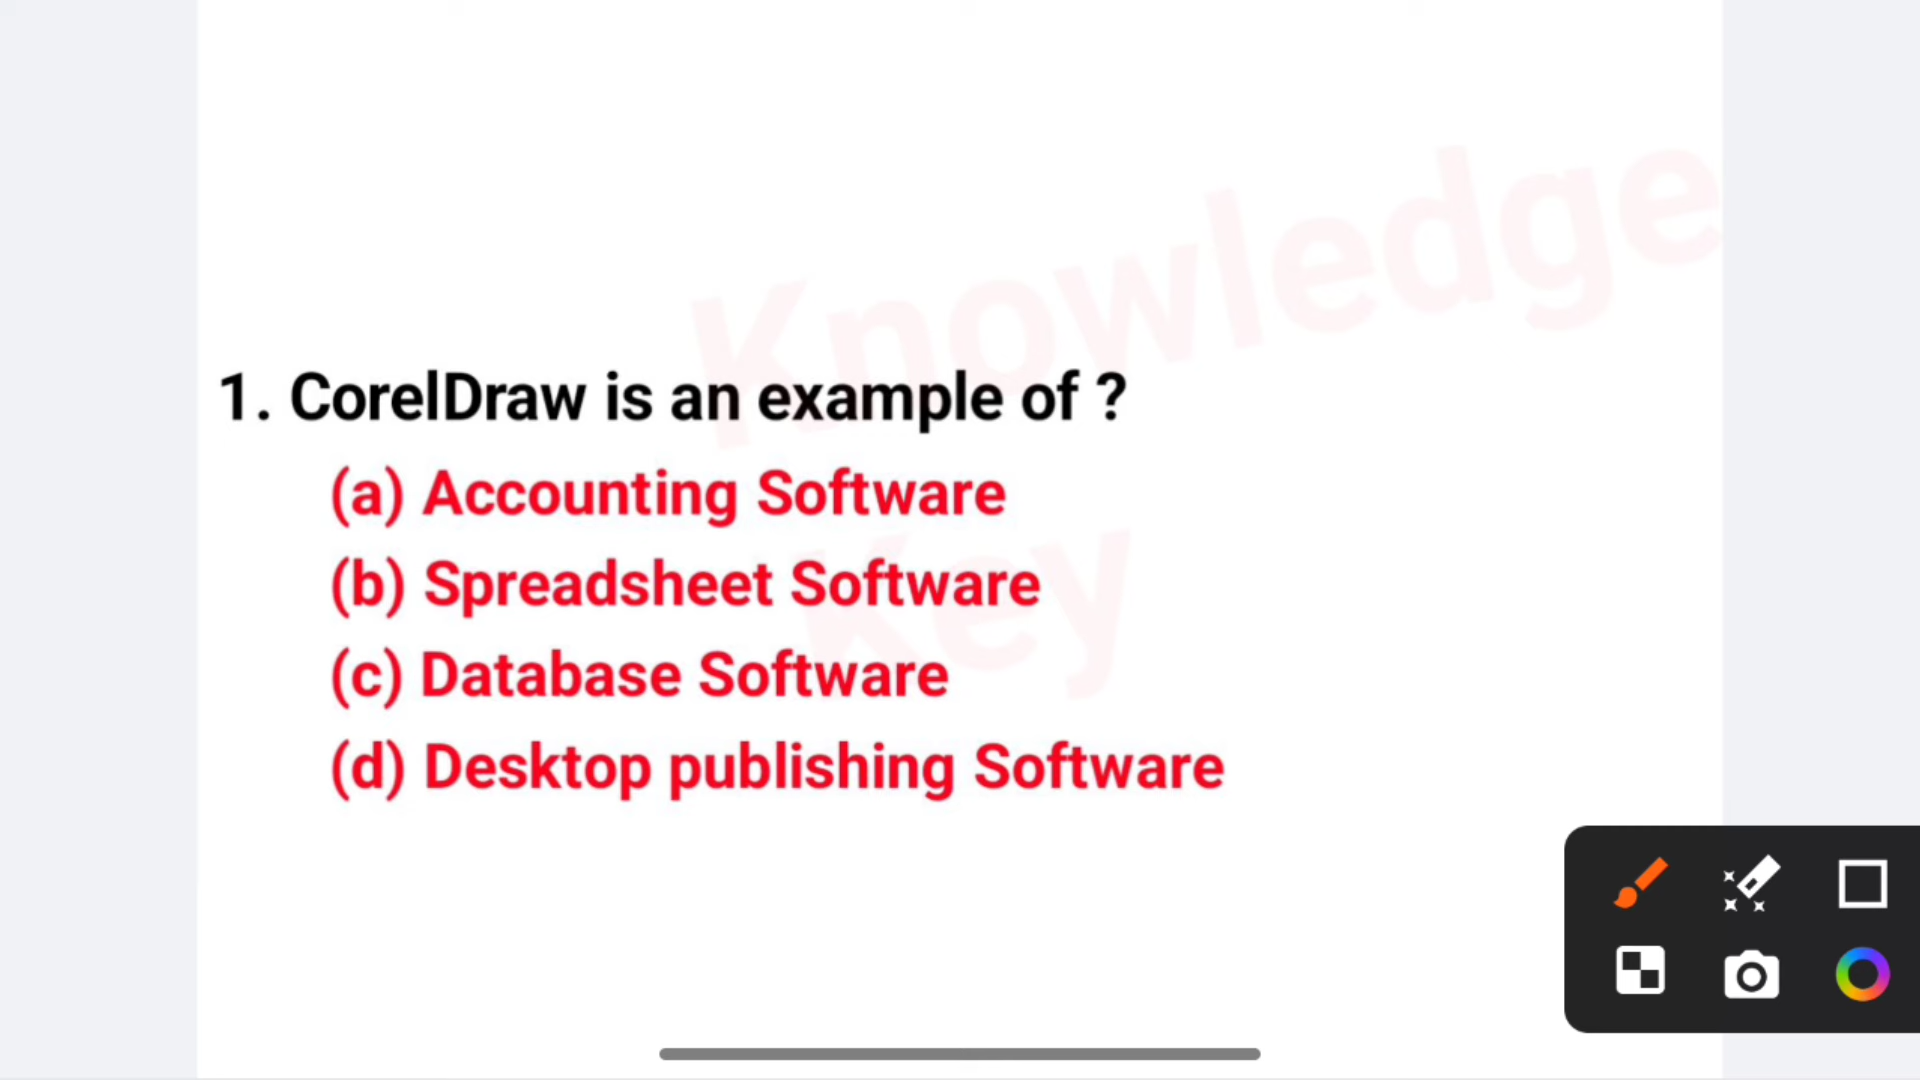 Knowledge
1. CorelDraw is an example of ?
(a) Accounting Software
Key
(b) Spreadsheet Software
(c) Database Software
(d) Desktop publishing Software